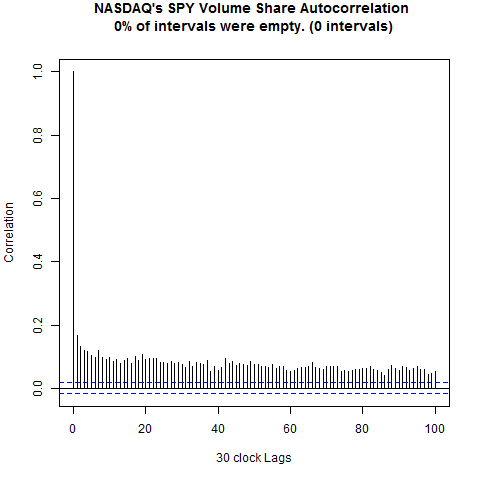 NASDAQ's SPY Volume Share Autocorrelation
0% of intervals were empty. (0 intervals)
1.0
0.8
0.6
0.4
0.2
0.0
Correlation
0 20 40 60 80 100
30 clock Lags